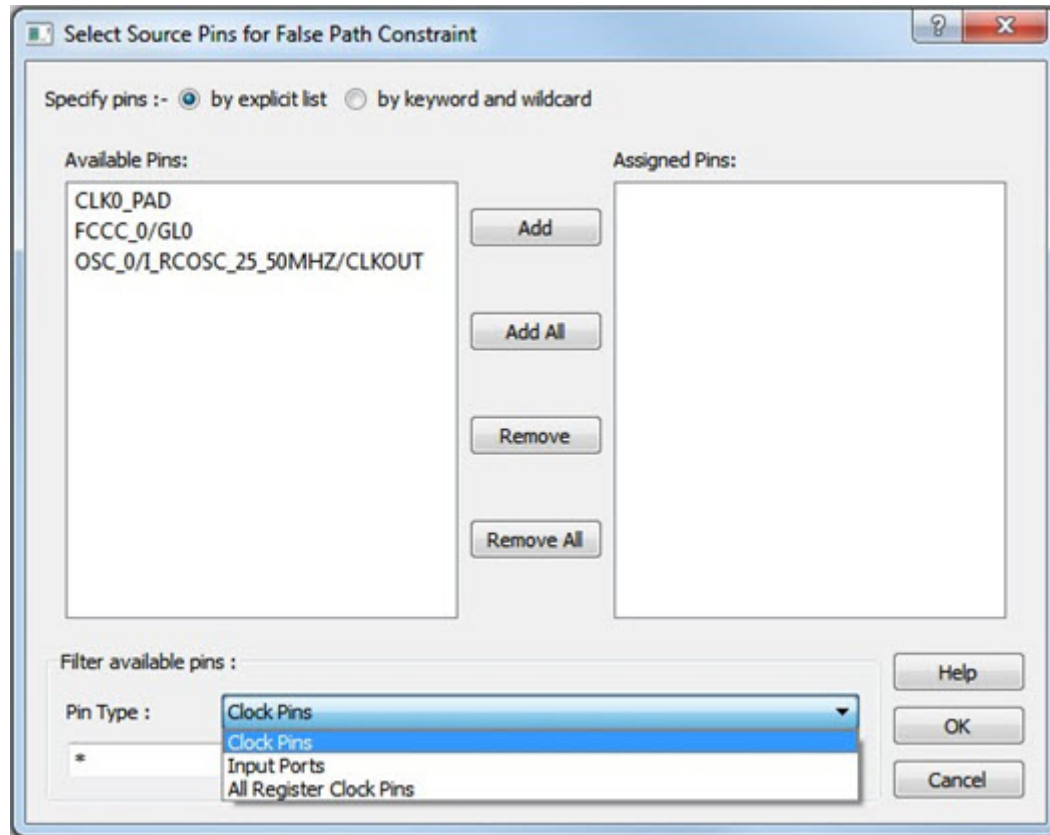 Select Source Pins for False Path Constraint
Specify pins :- by explicit list by keyword and wildcard
Available Pins:
Assigned Pins:
CLK0_PAD
FCCC_0/GL0
OSC_0/I_RCOSC_25_50MHZ/CLKOUT
Add
Add All
Remove
Remove All
Filter available pins :
Pin Type :
Clock Pins
Clock Pins
Input Ports
All Register Clock Pins
*
Help
OK
Cancel